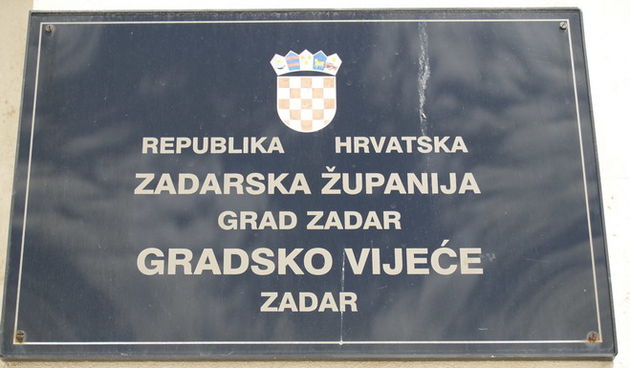 REPUBLIKA HRVATSKA
ZADARSKA ŽUPANIJA
GRAD ZADAR
GRADSKO VIJEĆE
ZADAR